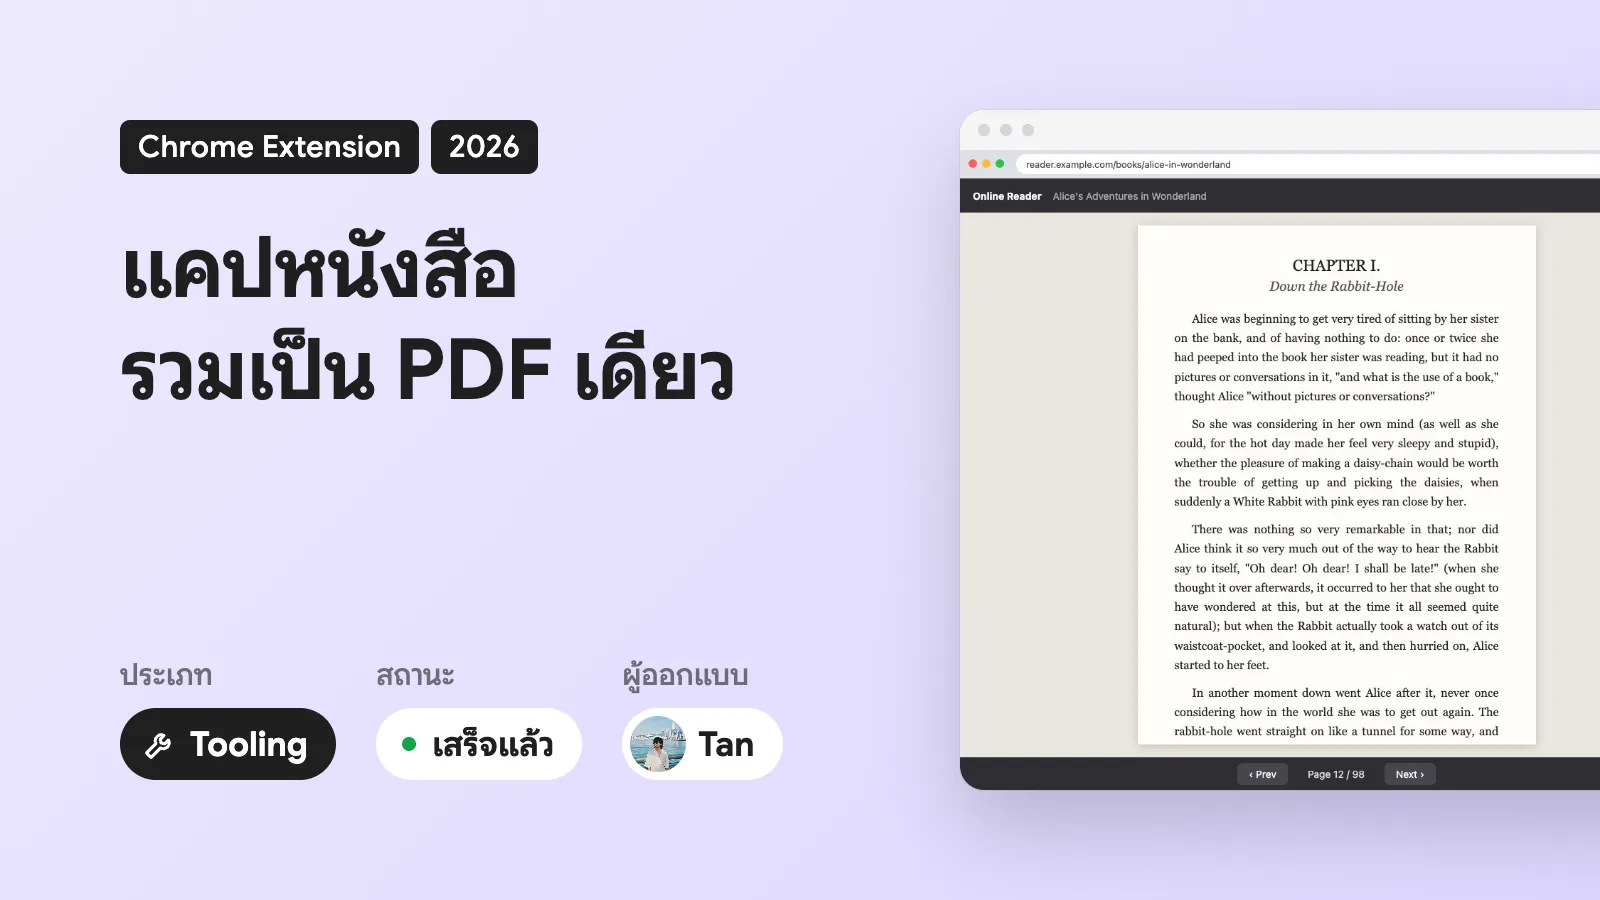 Chrome Extension
2026
แคปหนังสือ
รวมเป็น PDF เดียว
ประเภท
Tooling
สถานะ
เสร็จแล้ว
ผู้ออกแบบ
Tan
reader.example.com/books/alice-in-wonderland
Online Reader Alice's Adventures in Wonderland
CHAPTER I.
Down the Rabbit-Hole
Alice was beginning to get very tired of sitting by her sister
on the bank, and of having nothing to do: once or twice she
had peeped into the book her sister was reading, but it had no
pictures or conversations in it, "and what is the use of a book,"
thought Alice "without pictures or conversations?"
So she was considering in her own mind (as well as she
could, for the hot day made her feel very sleepy and stupid),
whether the pleasure of making a daisy-chain would be worth
the trouble of getting up and picking the daisies, when
suddenly a White Rabbit with pink eyes ran close by her.
There was nothing so very remarkable in that; nor did
Alice think it so very much out of the way to hear the Rabbit
say to itself, "Oh dear! Oh dear! I shall be late!" (when she
thought it over afterwards, it occurred to her that she ought to
have wondered at this, but at the time it all seemed quite
natural); but when the Rabbit actually took a watch out of its
waistcoat-pocket, and looked at it, and then hurried on, Alice
started to her feet.
In another moment down went Alice after it, never once
considering how in the world she was to get out again. The
rabbit-hole went straight on like a tunnel for some way, and
‹ Prev Page 12 / 98 Next ›